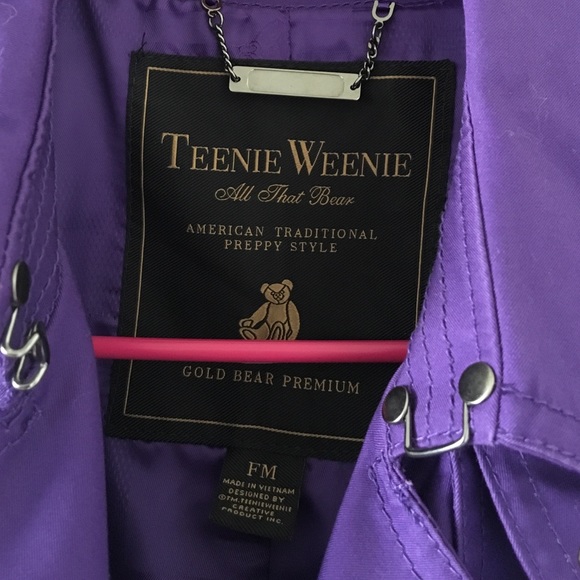 TEENIE WEENIE
All That Bear
AMERICAN TRADITIONAL
PREPPY STYLE
GOLD BEAR PREMIUM
FM
MADE IN VIETNAM
DESIGNED BY
©TM.TEENIEWEENIE
CREATIVE
PRODUCT INC.